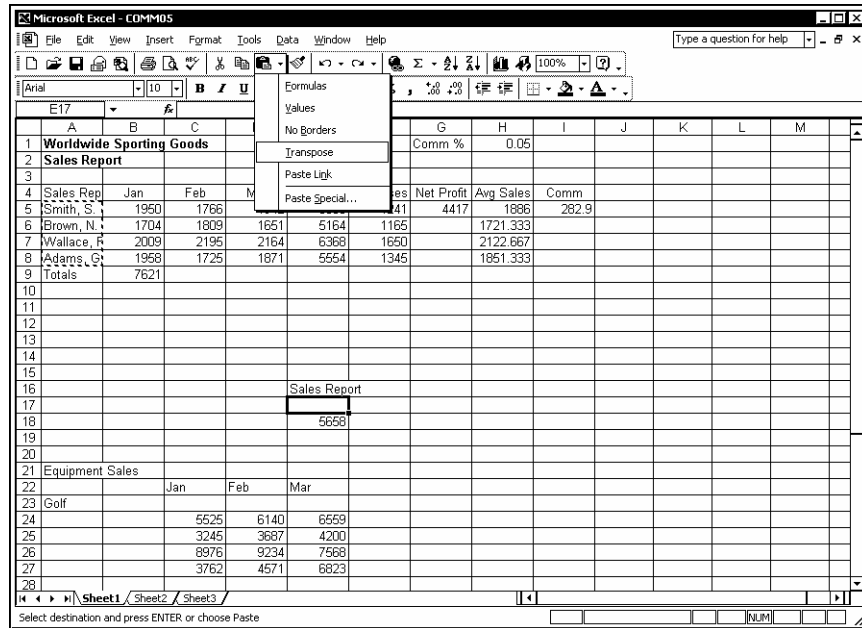 Microsoft Excel - COMM05
File Edit View Insert Format Tools Data Window Help Type a question for help
100%
Arial 10 B I U
E17 fx
Formulas
Values
No Borders
Transpose
Paste Link
Paste Special...
A B C G H I J K L M
1 Worldwide Sporting Goods Comm % 0.05
2 Sales Report
3
4 Sales Rep Jan Feb M es Net Profit Avg Sales Comm
5 Smith, S. 1950 1766 241 4417 1886 282.9
6 Brown, N. 1704 1809 1651 5164 1165 1721.333
7 Wallace, R 2009 2195 2164 6368 1650 2122.667
8 Adams, G 1958 1725 1871 5554 1345 1851.333
9 Totals 7621
10
11
12
13
14
15
16 Sales Report
17
18 5658
19
20
21 Equipment Sales
22 Jan Feb Mar
23 Golf
24 5525 6140 6559
25 3245 3687 4200
26 8976 9234 7568
27 3762 4571 6823
28
Sheet1 Sheet2 Sheet3
Select destination and press ENTER or choose Paste NUM